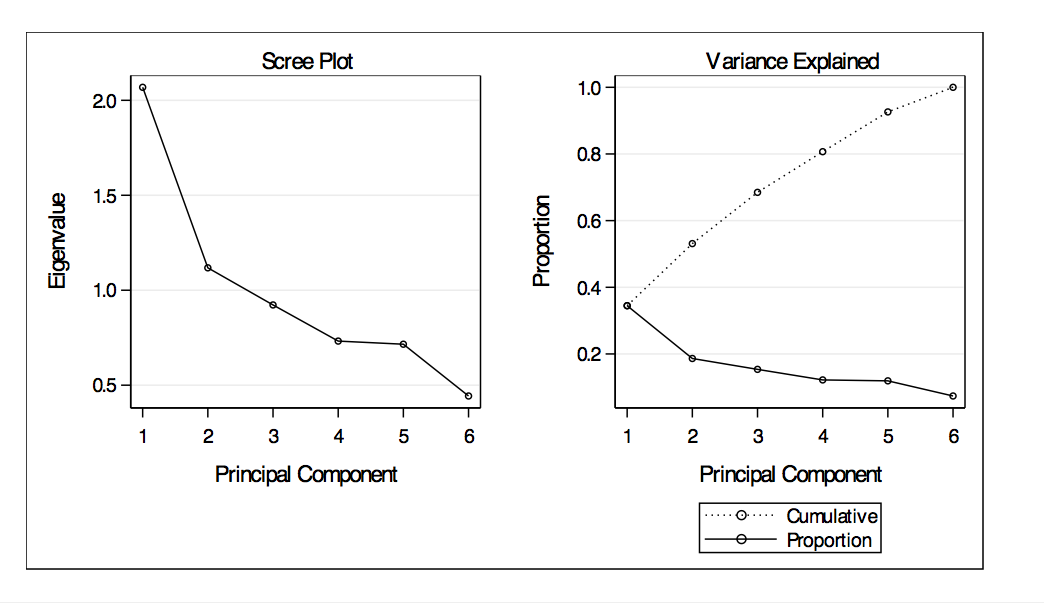 Scree Plot
Eigenvalue
2.0
1.5
1.0
0.5
1 2 3 4 5 6
Principal Component
Variance Explained
Proportion
1.0
0.8
0.6
0.4
0.2
1 2 3 4 5 6
Principal Component
Cumulative
Proportion